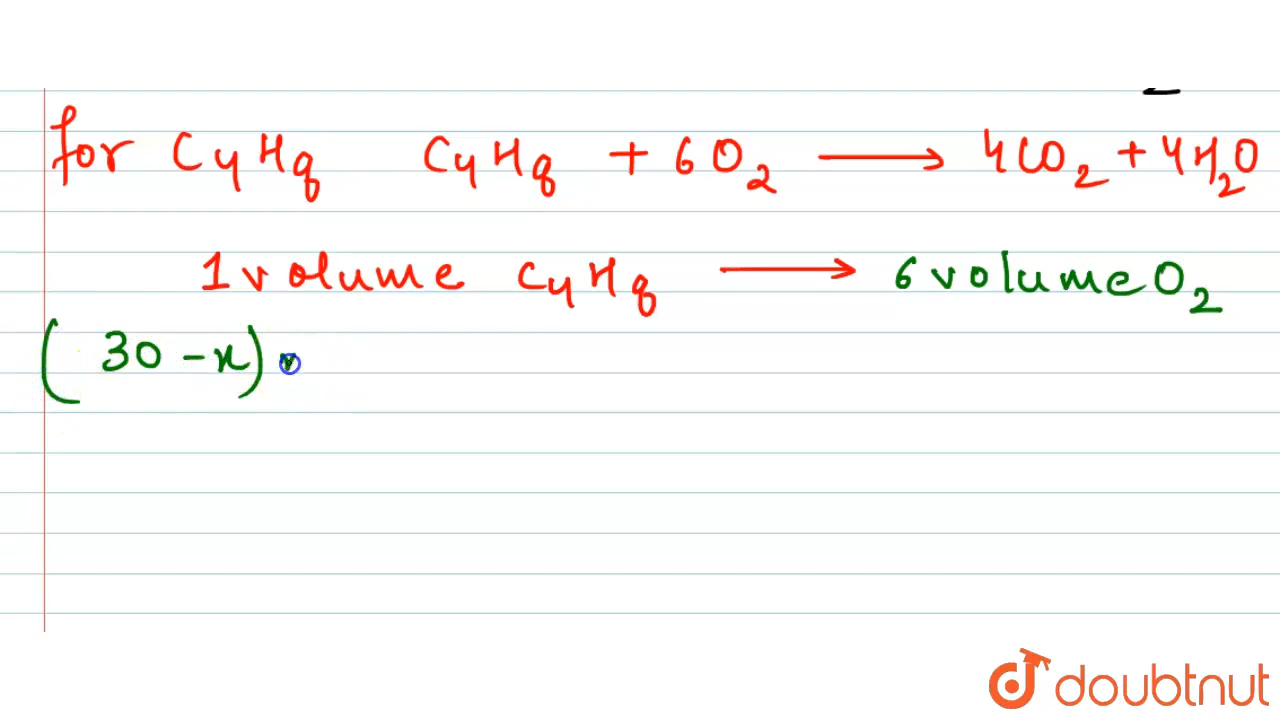 for C₄H₈ C₄H₈ + 6O₂ ⟶ 4CO₂ + 4H₂O
1 volume C₄H₈ ⟶ 6 volume O₂
(30 - x) v
doubtnut